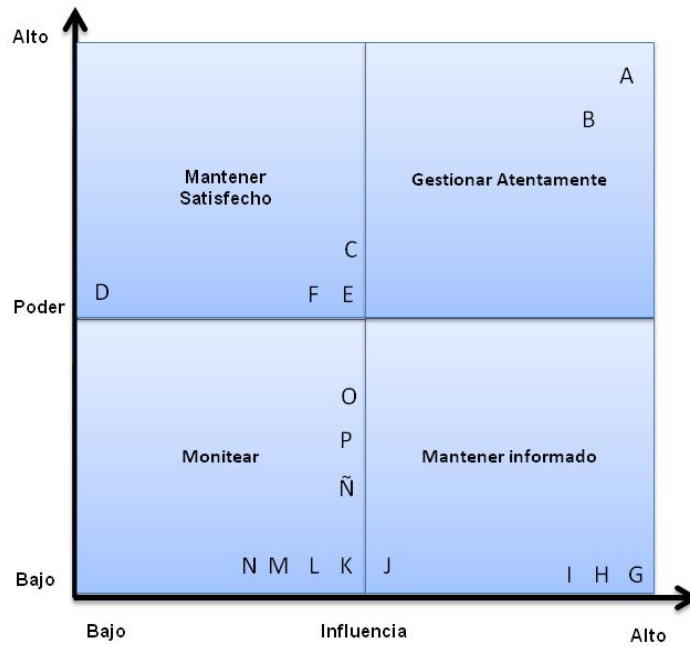 Alto
A
B
Mantener
Satisfecho
Gestionar Atentamente
C
D
F E
Poder
O
P
Monitear
Mantener informado
Ñ
N M L K J
I H G
Bajo
Bajo
Influencia
Alto